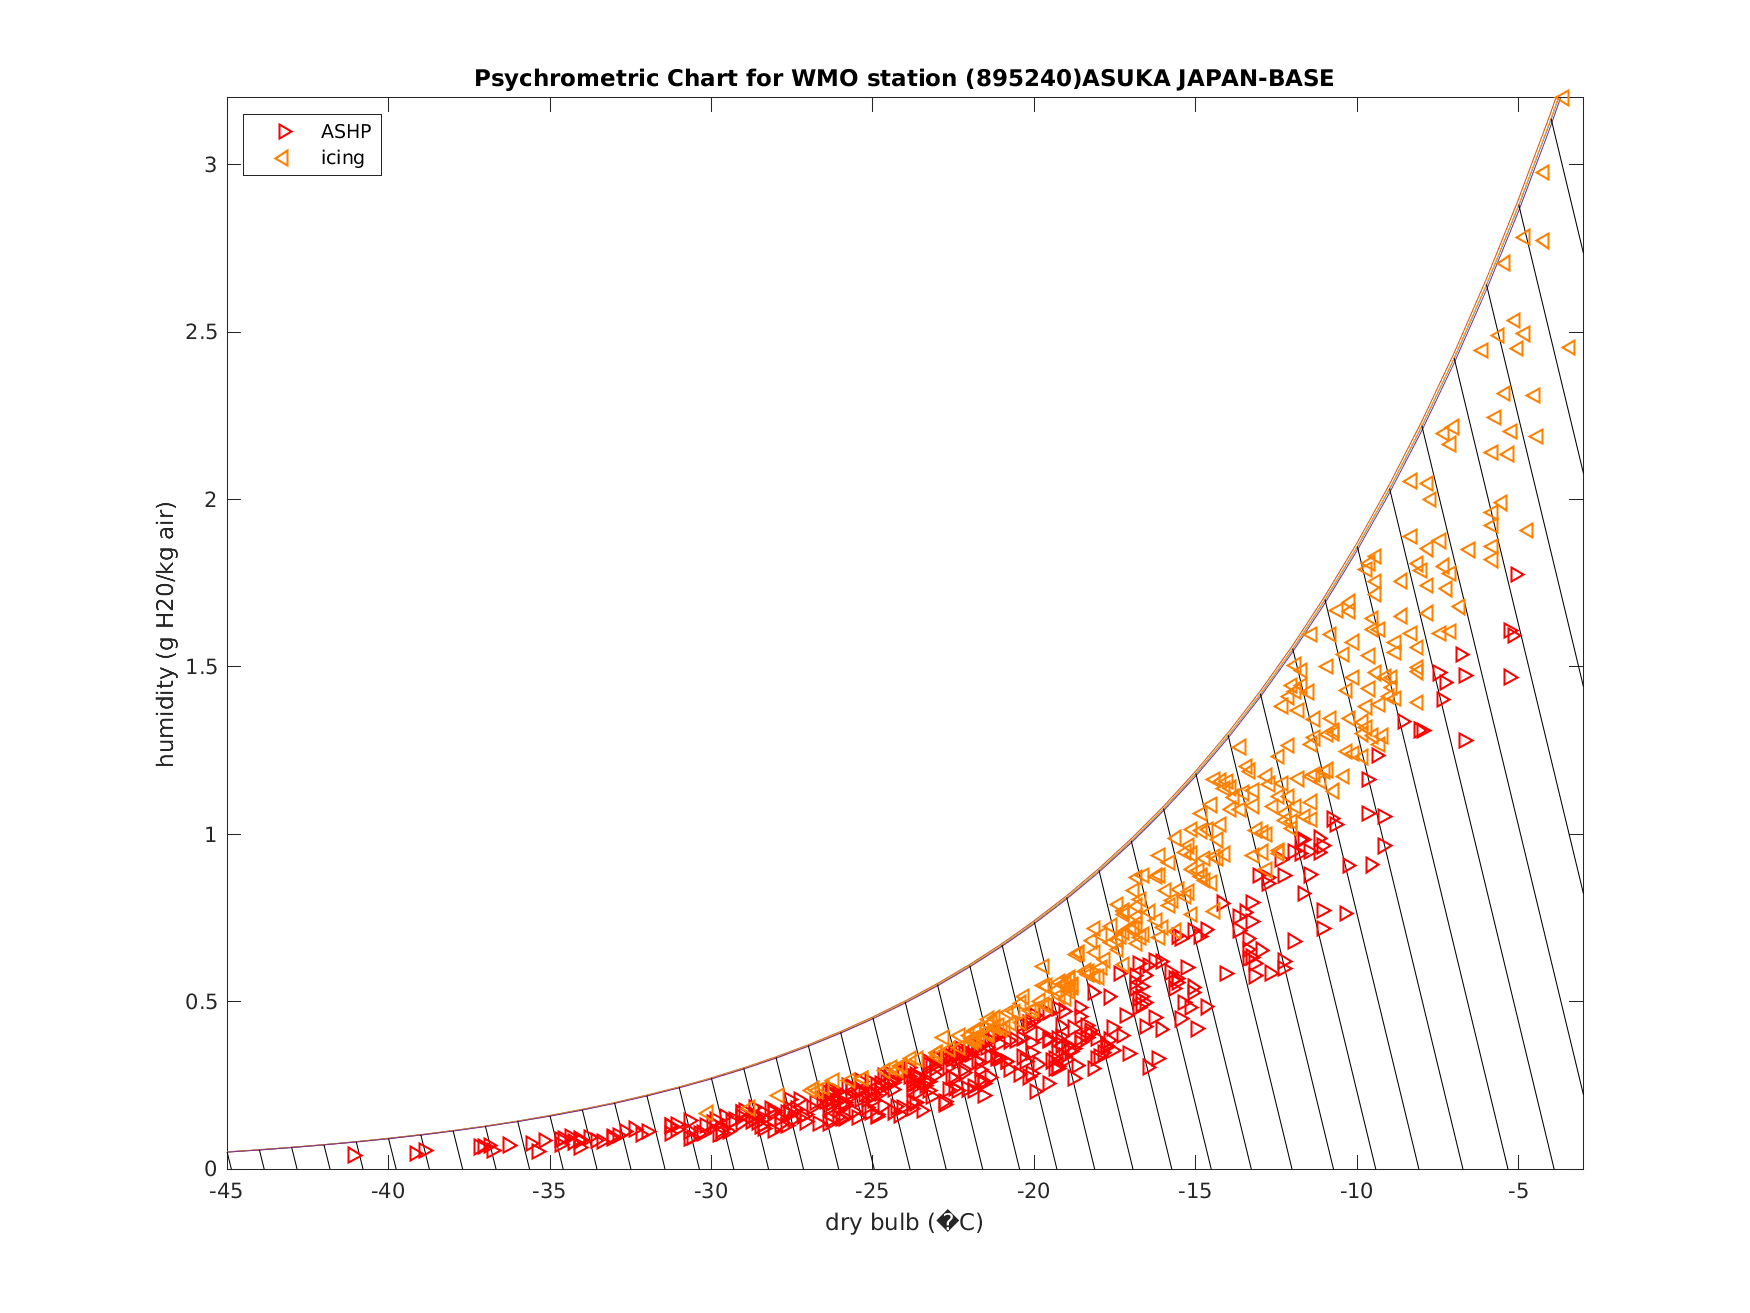 Psychrometric Chart for WMO station (895240)ASUKA JAPAN-BASE
ASHP
icing
3
2.5
2
1.5
1
0.5
0
humidity (g H20/kg air)
-45 -40 -35 -30 -25 -20 -15 -10 -5
dry bulb (�C)